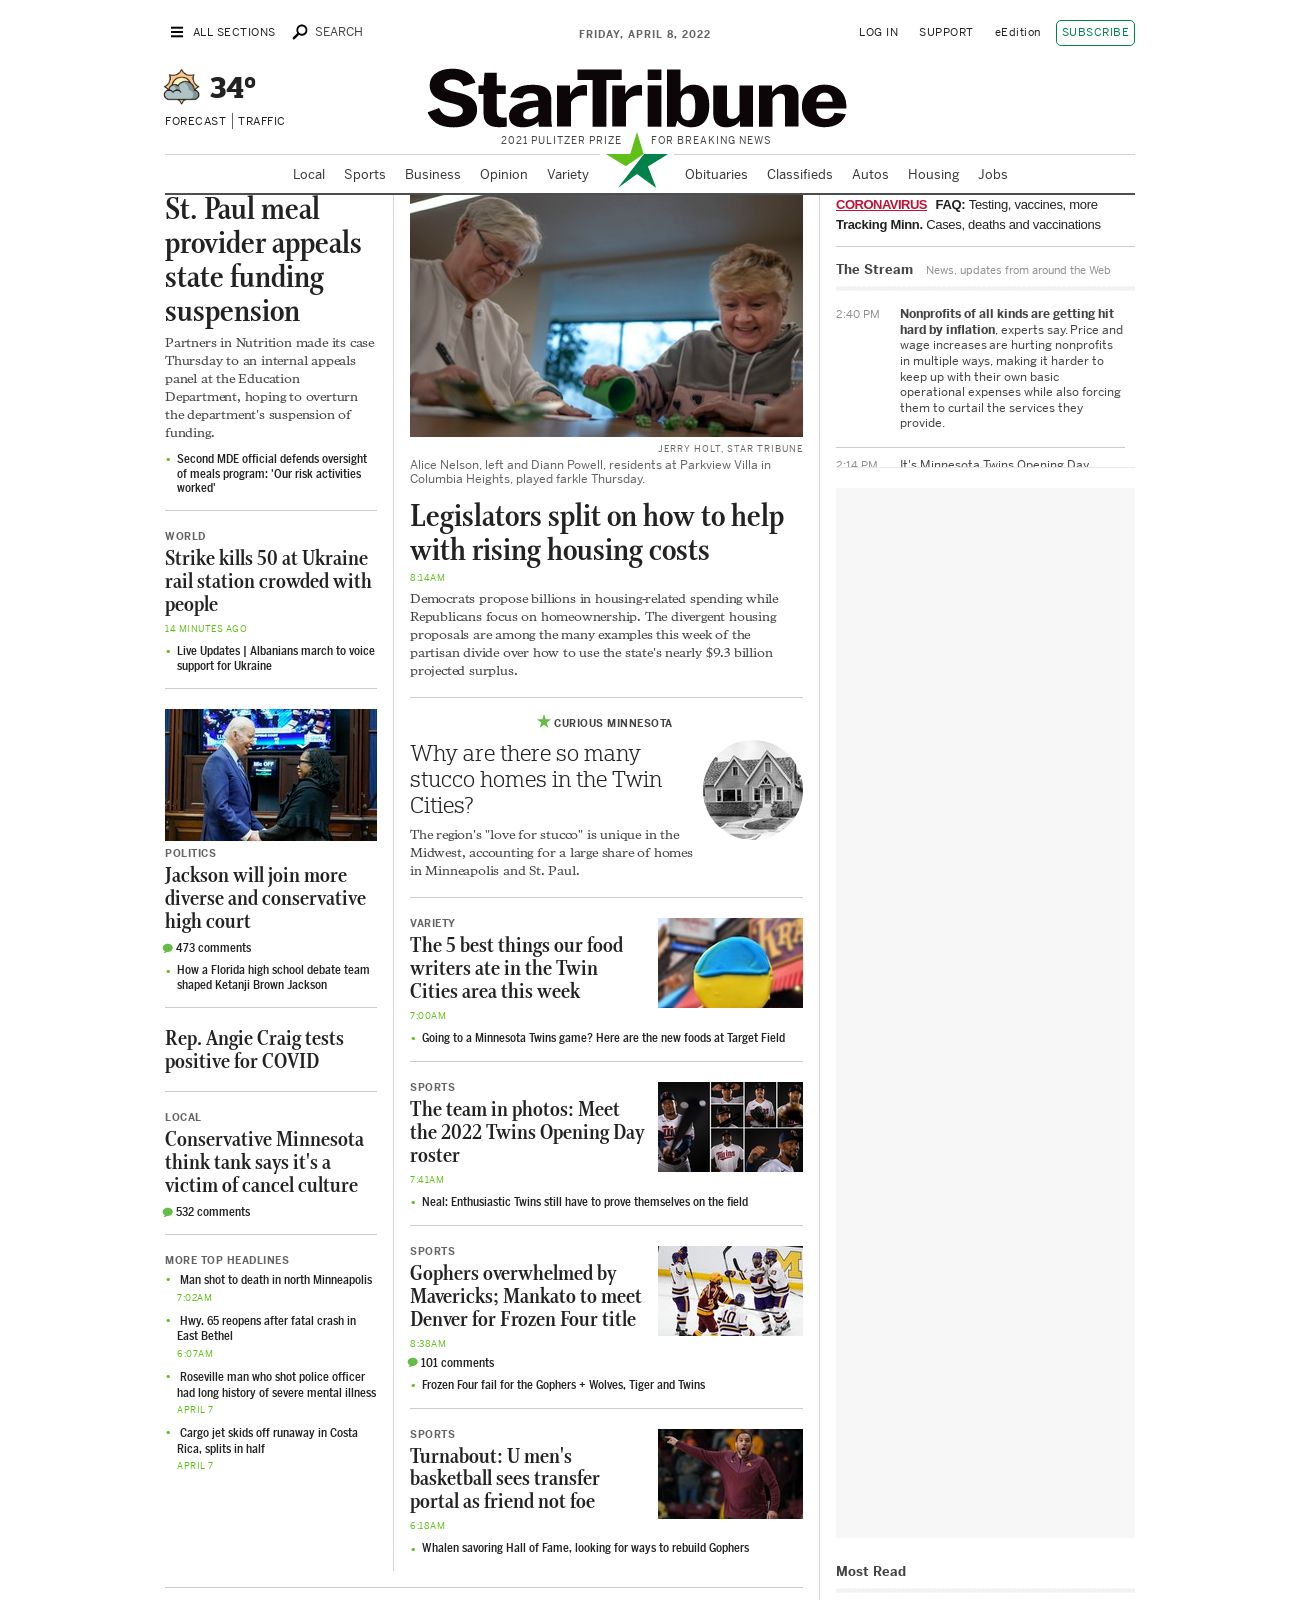 ALL SECTIONS
SEARCH
FRIDAY, APRIL 8, 2022
LOG IN
SUPPORT
eEdition
SUBSCRIBE
34°
FORECAST
TRAFFIC
StarTribune
2021 PULITZER PRIZE FOR BREAKING NEWS
Local
Sports
Business
Opinion
Variety
Obituaries
Classifieds
Autos
Housing
Jobs
St. Paul meal
provider appeals
state funding
suspension
Partners in Nutrition made its case
Thursday to an internal appeals
panel at the Education
Department, hoping to overturn
the department's suspension of
funding.
Second MDE official defends oversight
of meals program: 'Our risk activities
worked'
WORLD
Strike kills 50 at Ukraine
rail station crowded with
people
14 MINUTES AGO
Live Updates | Albanians march to voice
support for Ukraine
POLITICS
Jackson will join more
diverse and conservative
high court
473 comments
How a Florida high school debate team
shaped Ketanji Brown Jackson
Rep. Angie Craig tests
positive for COVID
LOCAL
Conservative Minnesota
think tank says it's a
victim of cancel culture
532 comments
MORE TOP HEADLINES
Man shot to death in north Minneapolis
7:02AM
Hwy. 65 reopens after fatal crash in
East Bethel
6:07AM
Roseville man who shot police officer
had long history of severe mental illness
APRIL 7
Cargo jet skids off runaway in Costa
Rica, splits in half
APRIL 7
JERRY HOLT, STAR TRIBUNE
Alice Nelson, left and Diann Powell, residents at Parkview Villa in
Columbia Heights, played farkle Thursday.
Legislators split on how to help
with rising housing costs
8:14AM
Democrats propose billions in housing-related spending while
Republicans focus on homeownership. The divergent housing
proposals are among the many examples this week of the
partisan divide over how to use the state's nearly $9.3 billion
projected surplus.
CURIOUS MINNESOTA
Why are there so many
stucco homes in the Twin
Cities?
The region's "love for stucco" is unique in the
Midwest, accounting for a large share of homes
in Minneapolis and St. Paul.
VARIETY
The 5 best things our food
writers ate in the Twin
Cities area this week
7:00AM
Going to a Minnesota Twins game? Here are the new foods at Target Field
SPORTS
The team in photos: Meet
the 2022 Twins Opening Day
roster
7:41AM
Neal: Enthusiastic Twins still have to prove themselves on the field
SPORTS
Gophers overwhelmed by
Mavericks; Mankato to meet
Denver for Frozen Four title
8:38AM
101 comments
Frozen Four fail for the Gophers + Wolves, Tiger and Twins
SPORTS
Turnabout: U men's
basketball sees transfer
portal as friend not foe
6:18AM
Whalen savoring Hall of Fame, looking for ways to rebuild Gophers
CORONAVIRUS FAQ: Testing, vaccines, more
Tracking Minn. Cases, deaths and vaccinations
The Stream News, updates from around the Web
2:40 PM
Nonprofits of all kinds are getting hit
hard by inflation, experts say. Price and
wage increases are hurting nonprofits
in multiple ways, making it harder to
keep up with their own basic
operational expenses while also forcing
them to curtail the services they
provide.
2:14 PM
It's Minnesota Twins Opening Day
Most Read